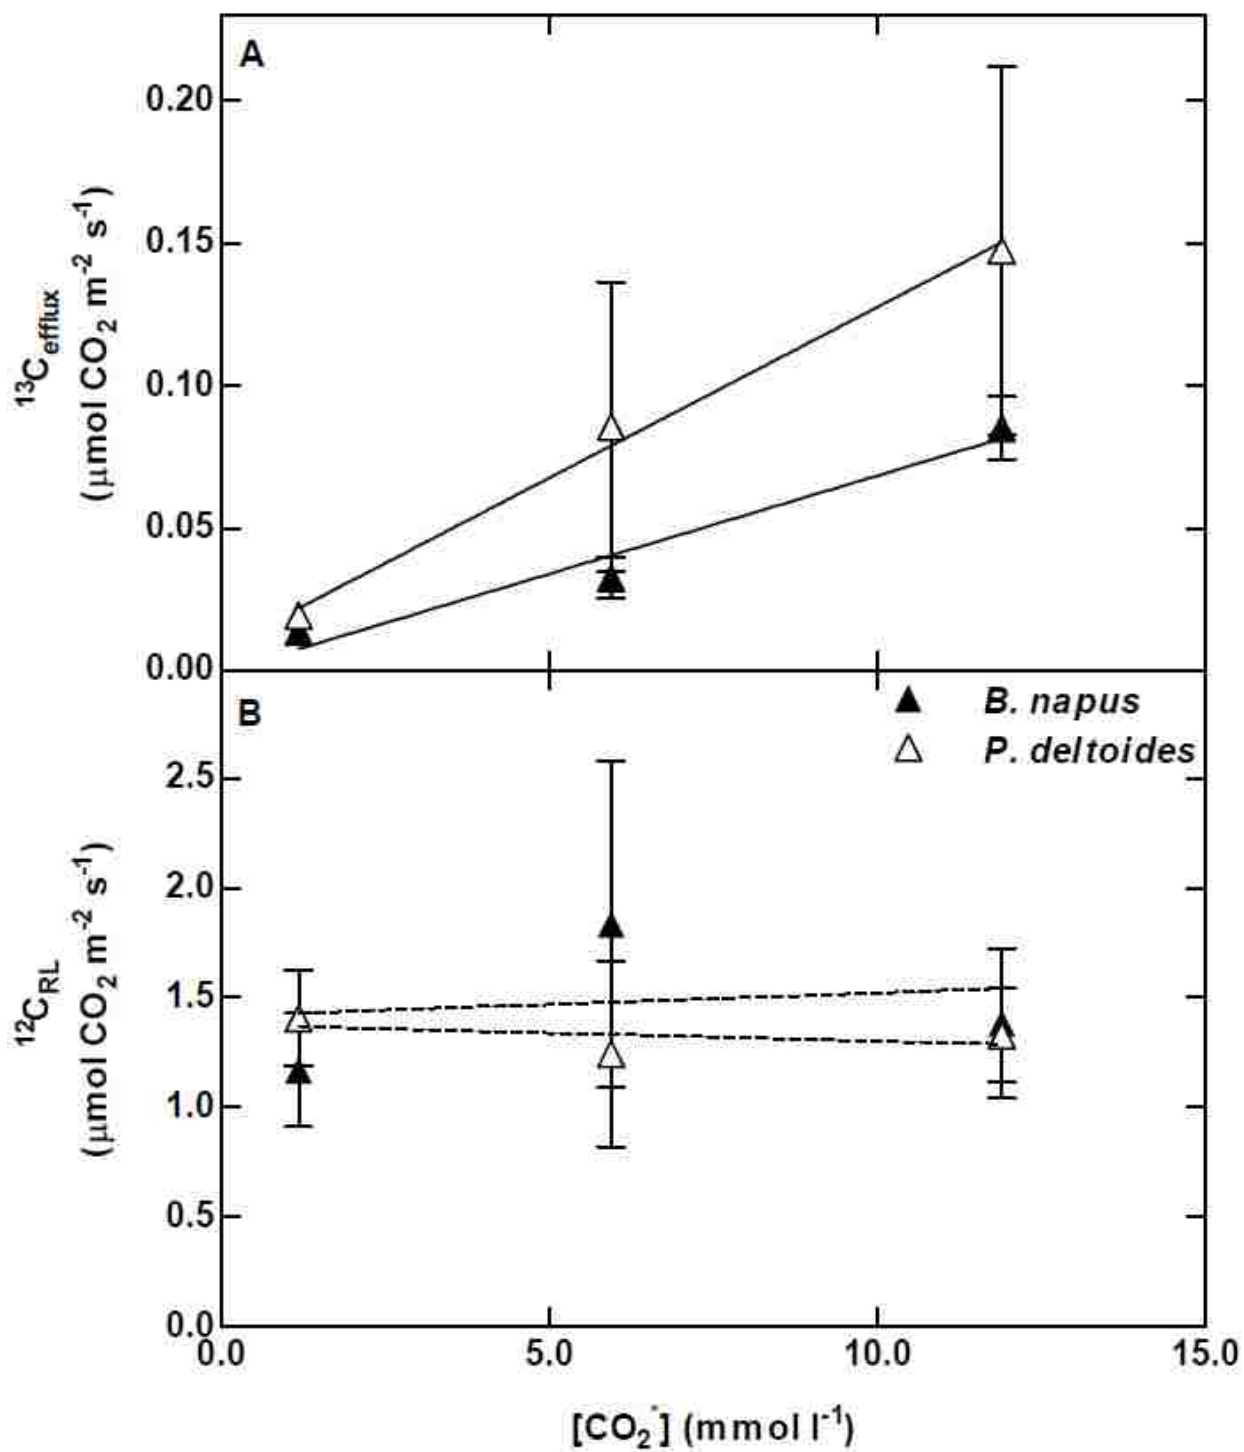 A
0.20
0.15
0.10
0.05
0.00
¹³C_efflux
(µmol CO₂ m⁻² s⁻¹)
B
B. napus
P. deltoides
2.5
2.0
1.5
1.0
0.5
0.0
¹²C_RL
(µmol CO₂ m⁻² s⁻¹)
0.0 5.0 10.0 15.0
[CO₂*] (mmol l⁻¹)